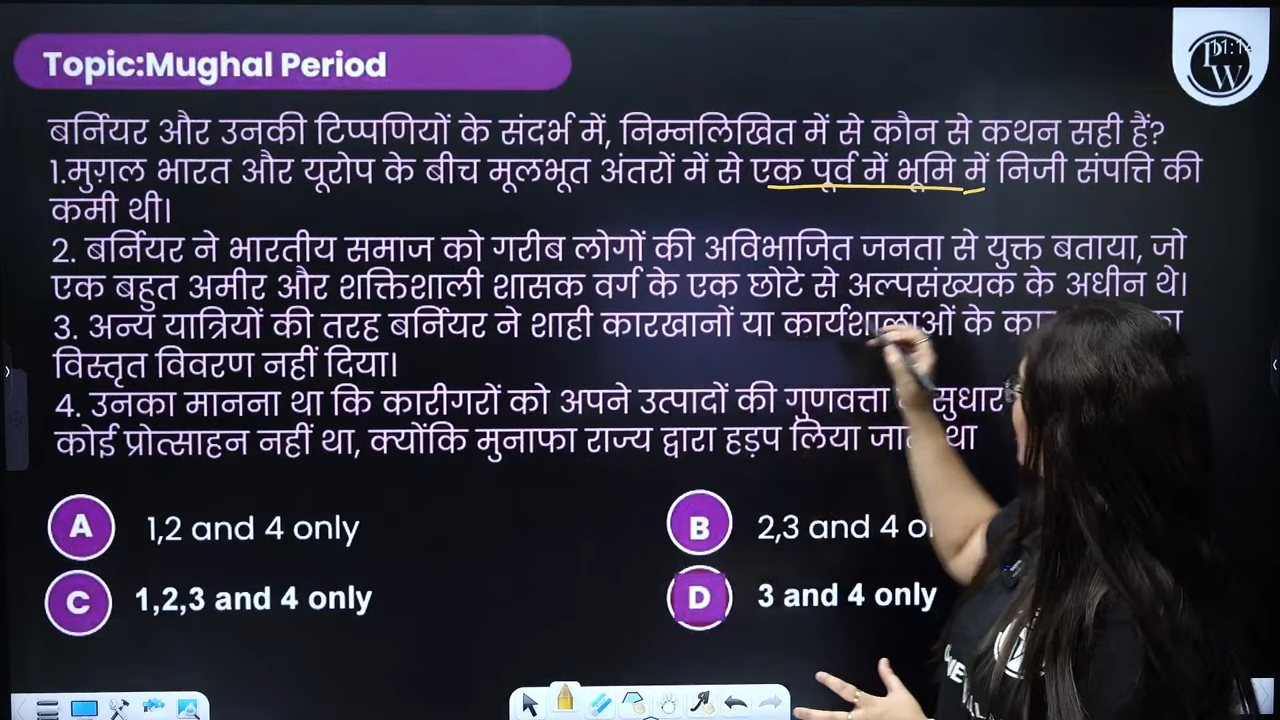 Topic:Mughal Period
11:14
PW
बर्नियर और उनकी टिप्पणियों के संदर्भ में, निम्नलिखित में से कौन से कथन सही हैं?
1.मुग़ल भारत और यूरोप के बीच मूलभूत अंतरों में से एक पूर्व में भूमि में निजी संपत्ति की
कमी थी।
2. बर्नियर ने भारतीय समाज को गरीब लोगों की अविभाजित जनता से युक्त बताया, जो
एक बहुत अमीर और शक्तिशाली शासक वर्ग के एक छोटे से अल्पसंख्यक के अधीन थे।
3. अन्य यात्रियों की तरह बर्नियर ने शाही कारखानों या कार्यशालाओं के
विस्तृत विवरण नहीं दिया।
4. उनका मानना था कि कारीगरों को अपने उत्पादों की गुणवत्ता सुधार
कोई प्रोत्साहन नहीं था, क्योंकि मुनाफा राज्य द्वारा हड़प लिया था
A 1,2 and 4 only
B 2,3 and 4
C 1,2,3 and 4 only
D 3 and 4 only